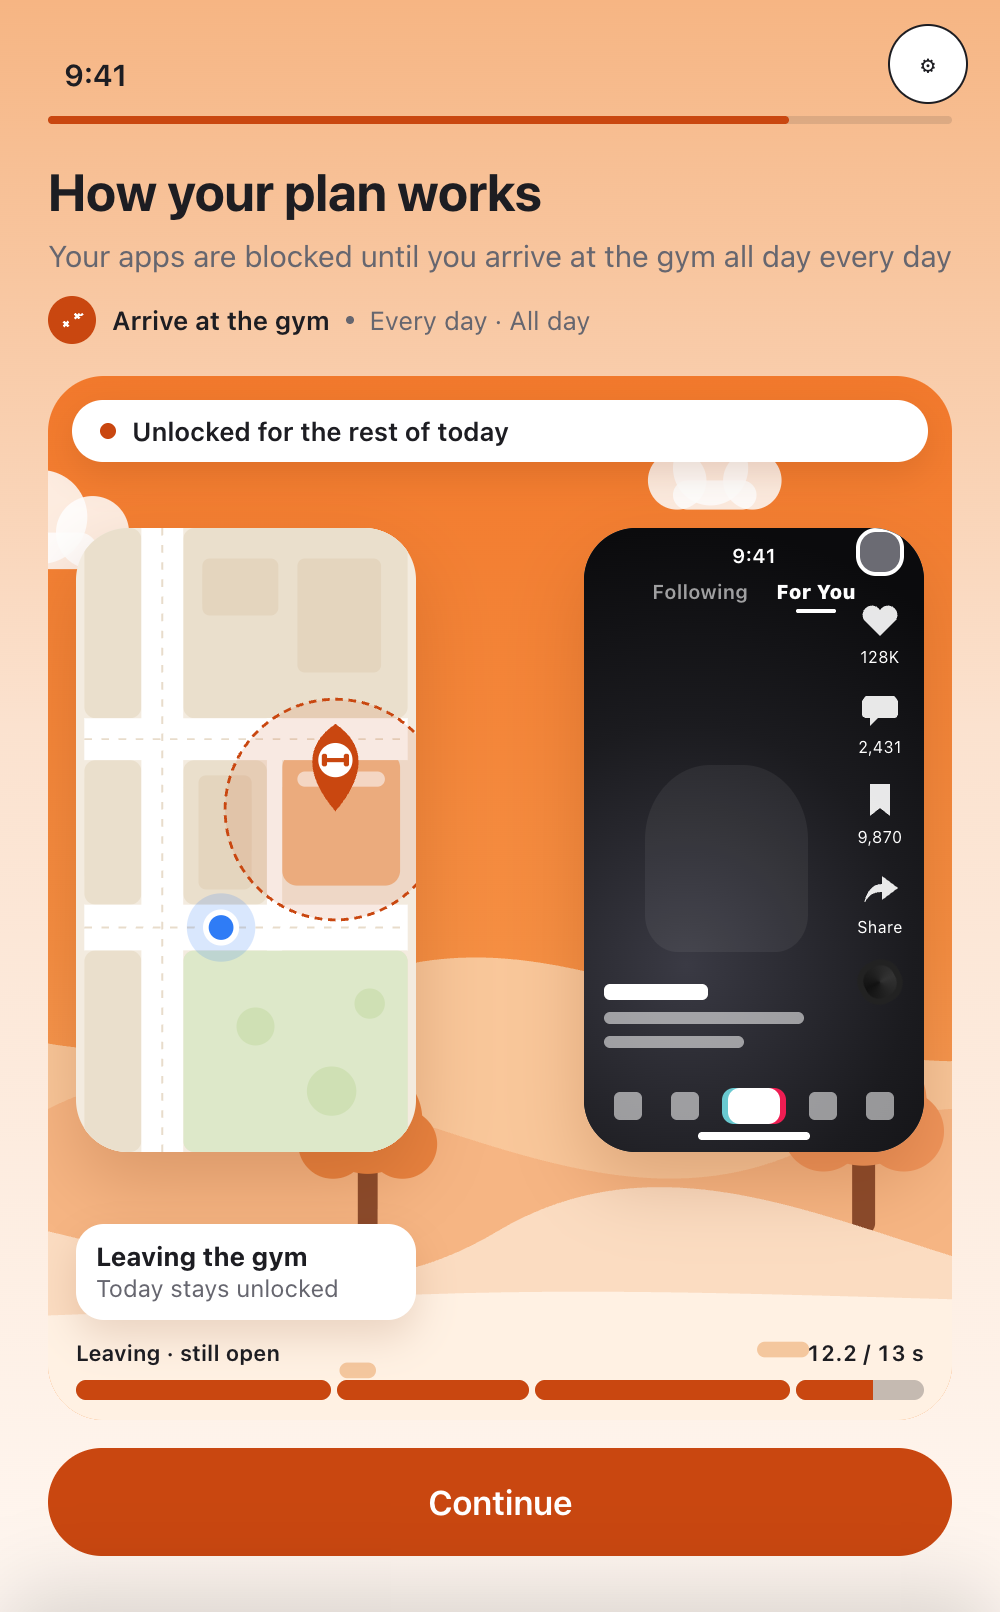 9:41
How your plan works
Your apps are blocked until you arrive at the gym all day every day
Arrive at the gym • Every day · All day
Unlocked for the rest of today
9:41
Following For You
128K
2,431
9,870
Share
Leaving the gym
Today stays unlocked
Leaving · still open 12.2 / 13 s
Continue